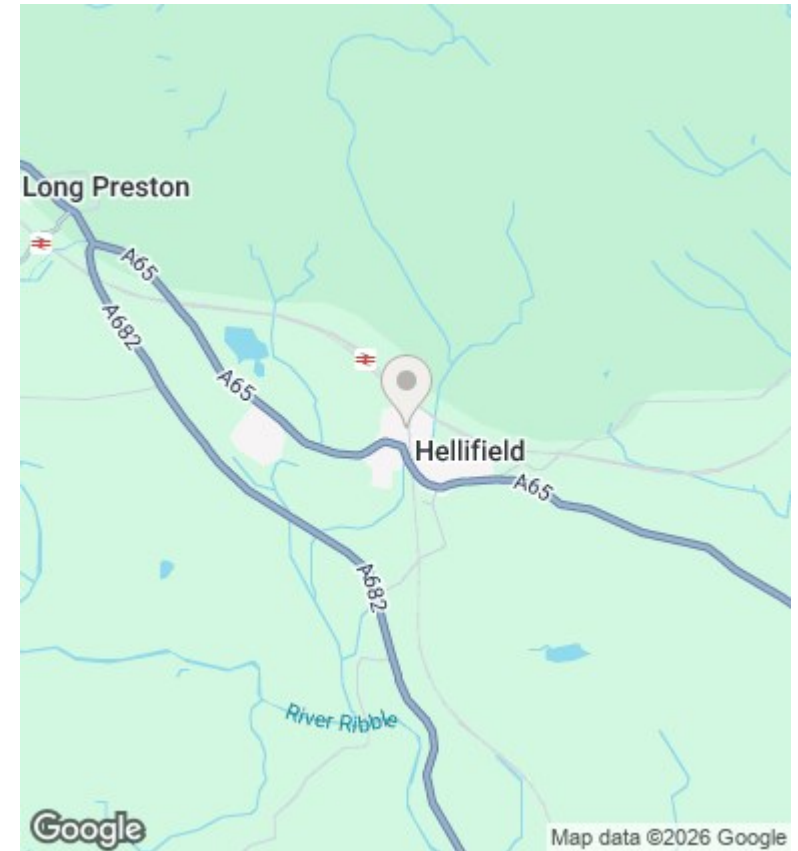 Long Preston
A65
A682
A65
Hellifield
A65
A682
River Ribble
Google
Map data ©2026 Google